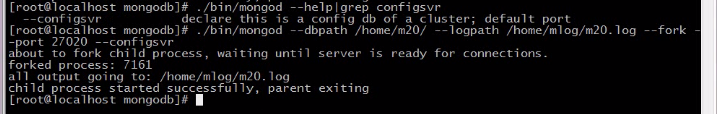 [root@localhost mongodb]# ./bin/mongod --help|grep configsvr
  --configsvr           declare this is a config db of a cluster; default port
[root@localhost mongodb]# ./bin/mongod --dbpath /home/m20/ --logpath /home/mlog/m20.log --fork -
-port 27020 --configsvr
about to fork child process, waiting until server is ready for connections.
forked process: 7161
all output going to: /home/mlog/m20.log
child process started successfully, parent exiting
[root@localhost mongodb]#